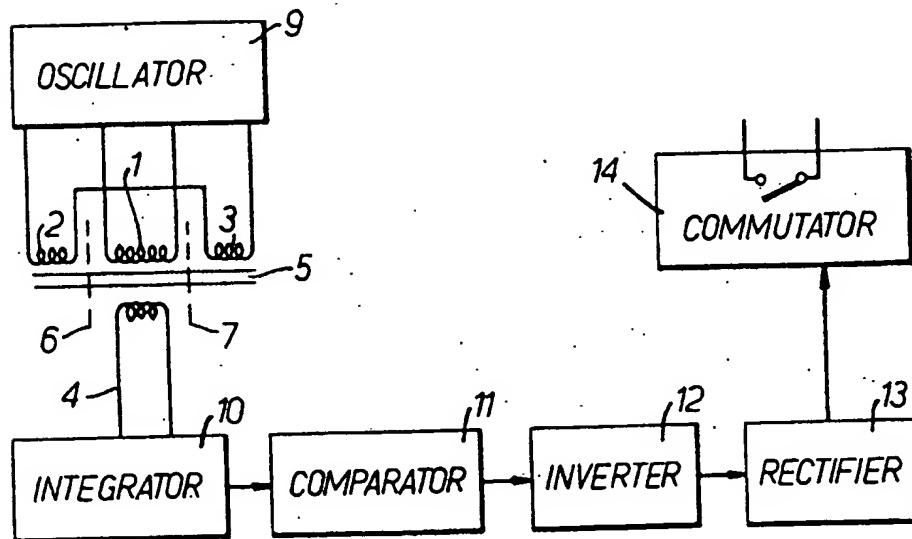 9
OSCILLATOR
1
2
3
5
6
7
4
14
COMMUTATOR
10
11
12
13
INTEGRATOR
COMPARATOR
INVERTER
RECTIFIER